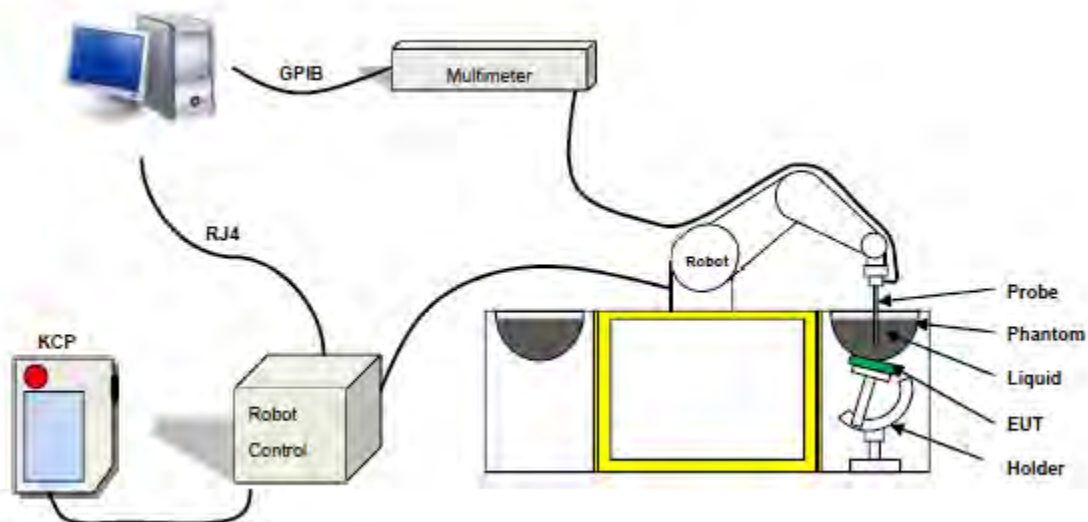 GPIB
Multimeter
RJ4
Robot
Probe
Phantom
Liquid
EUT
Holder
KCP
Robot
Control